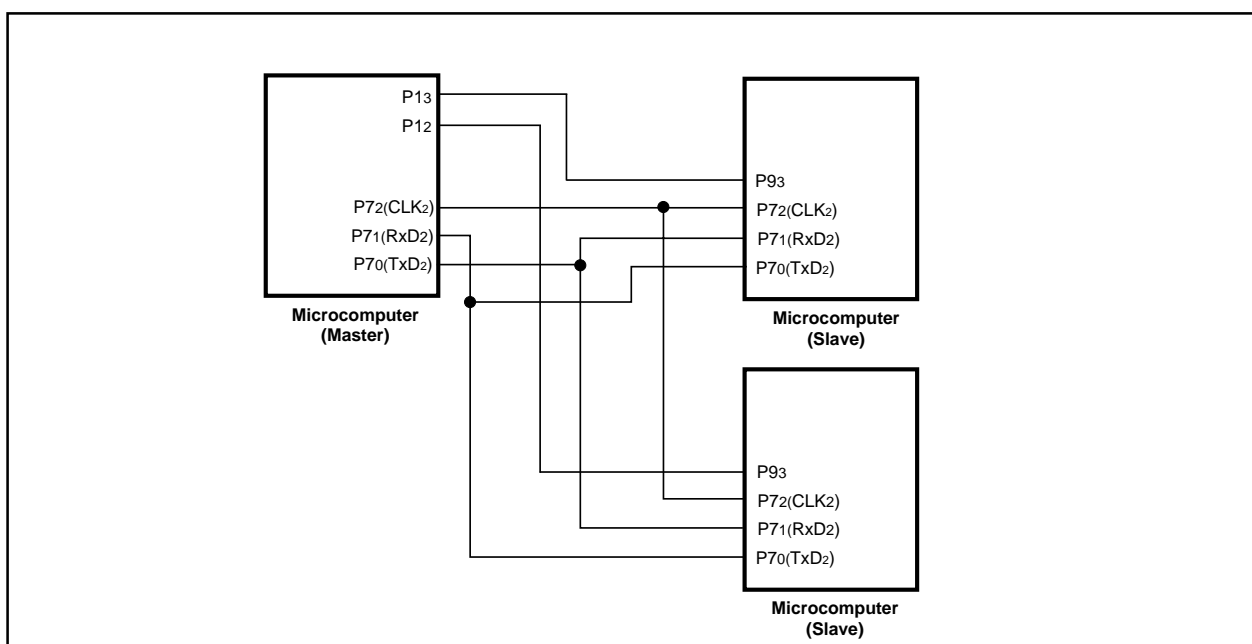 P13
P12
P72(CLK2)
P71(RxD2)
P70(TxD2)
Microcomputer
(Master)
P93
P72(CLK2)
P71(RxD2)
P70(TxD2)
Microcomputer
(Slave)
P93
P72(CLK2)
P71(RxD2)
P70(TxD2)
Microcomputer
(Slave)